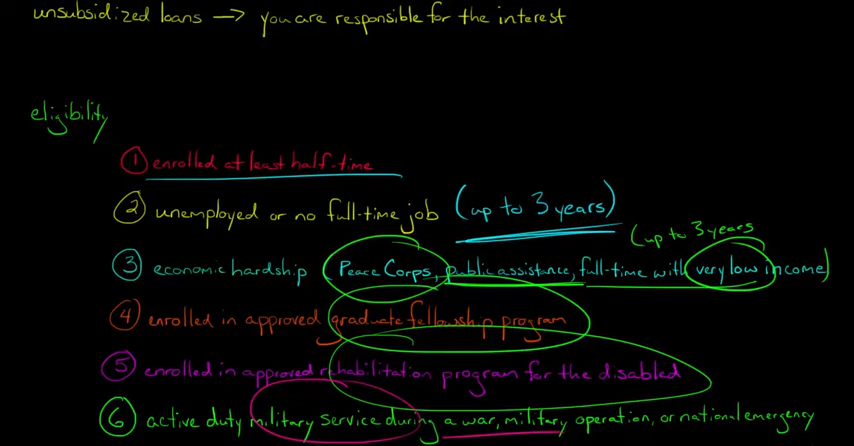 unsubsidized loans → you are responsible for the interest
eligibility
① enrolled at least half-time
② unemployed or no full-time job (up to 3 years)
(up to 3 years
③ economic hardship (Peace Corps, public assistance, full-time with very low income)
④ enrolled in approved graduate fellowship program
⑤ enrolled in approved rehabilitation program for the disabled
⑥ active duty military service during a war, military operation, or national emergency